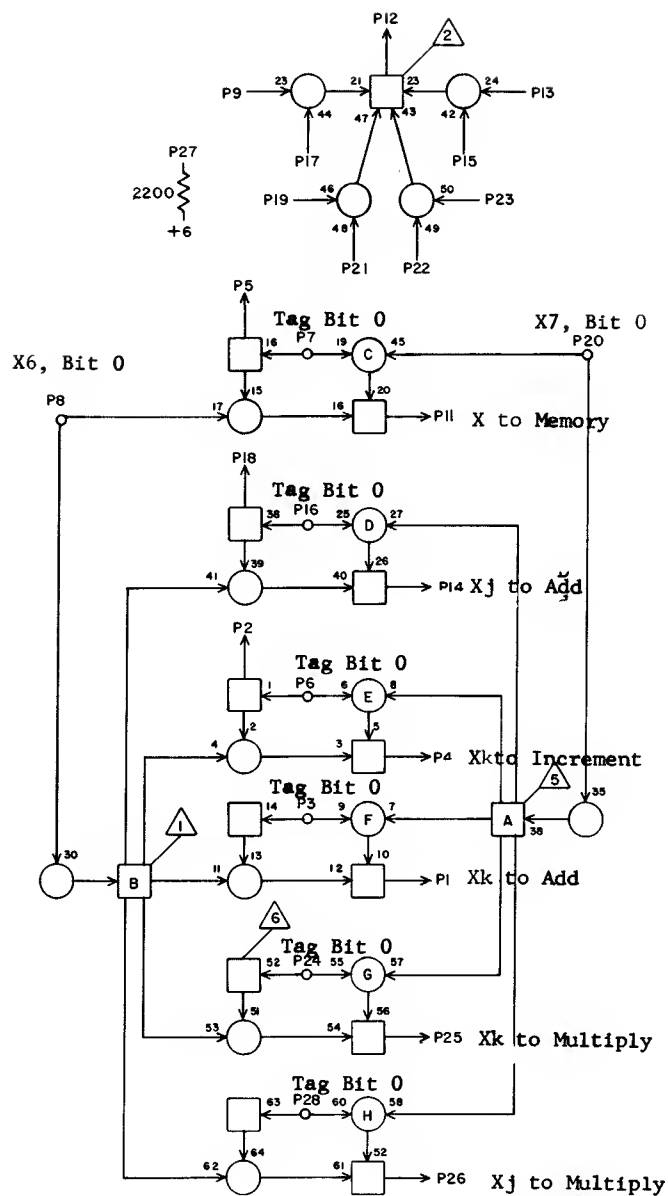 P12
2
P9 23 21 23 24 P13
44 47 43 42
P17 P15
P27
2200
+6
P19 46 50 P23
48 49
P21 P22
P5
Tag Bit 0 X7, Bit 0
16 P7 19 C 45 P20
X6, Bit 0
15 20
P8 17 16 P11 X to Memory
P18
Tag Bit 0
38 P16 25 D 27
39 26
41 40 P14 Xj to Add
P2
Tag Bit 0
1 P6 6 E 8
2 5
4 3 P4 Xk to Increment
Tag Bit 0 5
14 P3 9 F 7 A 38 35
1
13 10
30 B 11 12 P1 Xk to Add
6
Tag Bit 0
52 P24 55 G 57
51 56
53 54 P25 Xk to Multiply
Tag Bit 0
63 P28 60 H 58
64 52
62 61 P26 Xj to Multiply